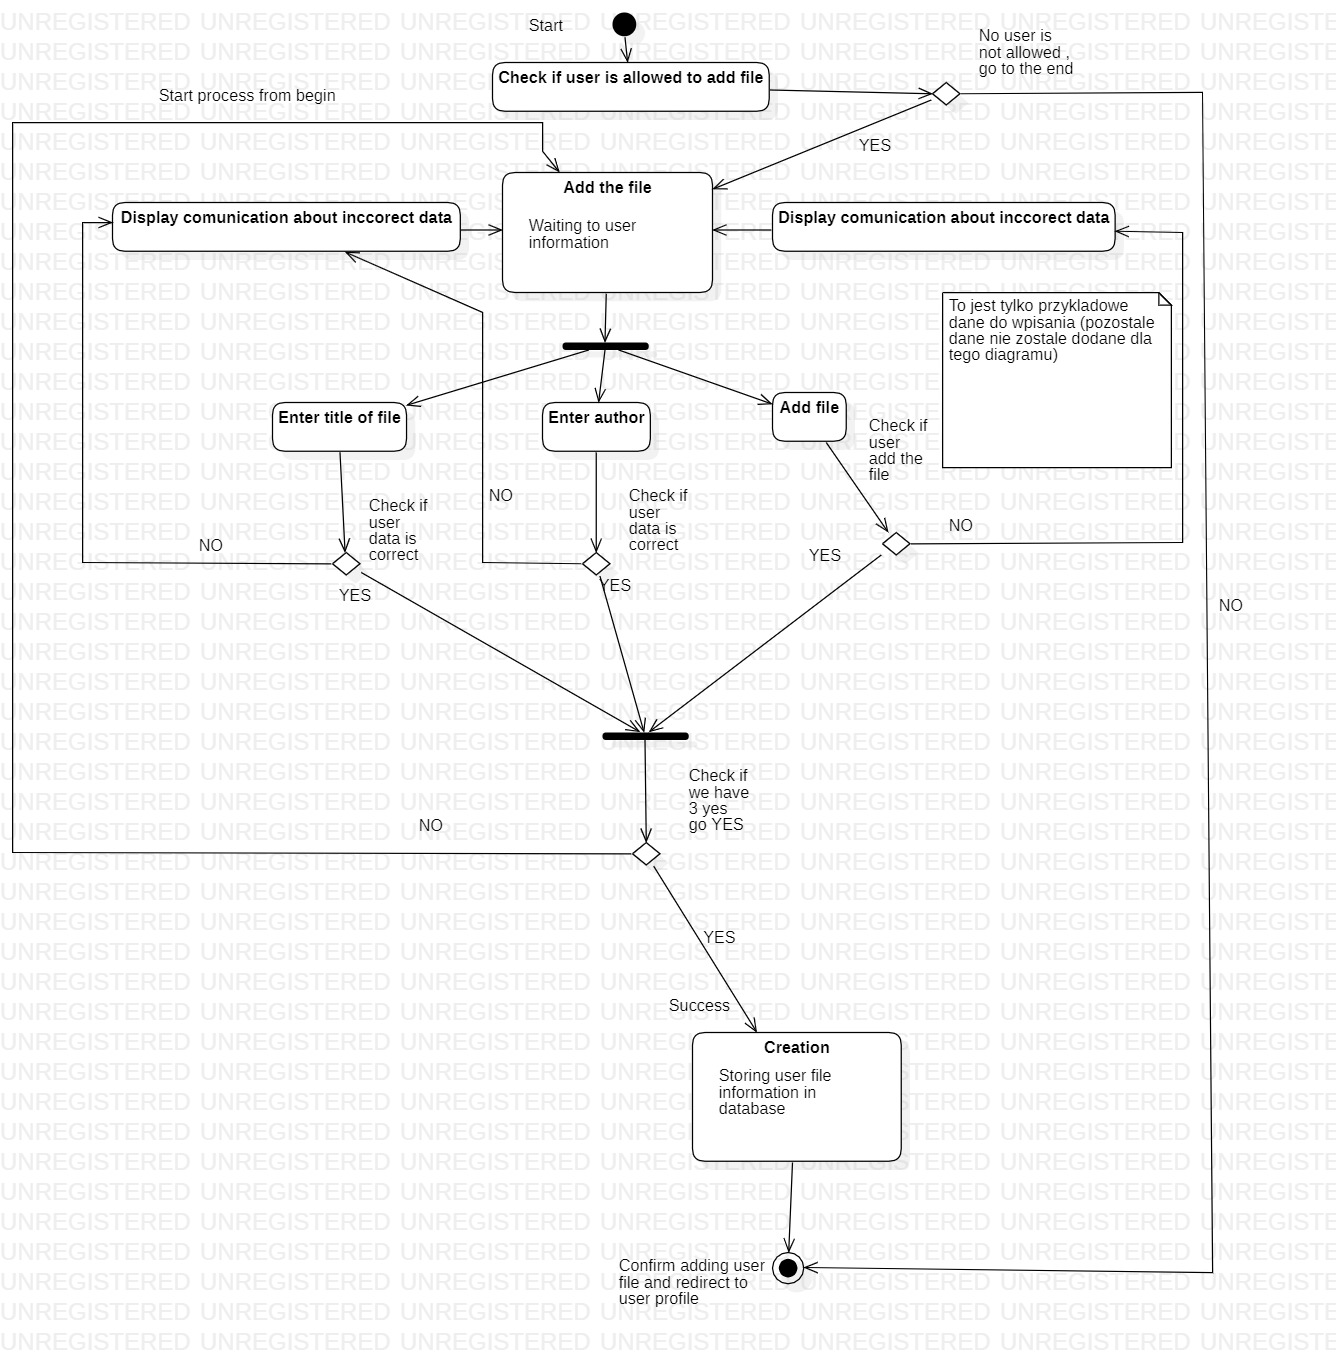 Start
No user is
not allowed ,
go to the end
Check if user is allowed to add file
Start process from begin
YES
Add the file
Waiting to user
information
Display comunication about inccorect data
Display comunication about inccorect data
To jest tylko przykladowe
dane do wpisania (pozostale
dane nie zostale dodane dla
tego diagramu)
Enter title of file
Enter author
Add file
Check if
user
add the
file
NO
Check if
user
data is
correct
Check if
user
data is
correct
NO
NO
YES
YES
YES
NO
Check if
we have
3 yes
go YES
NO
YES
Success
Creation
Storing user file
information in
database
Confirm adding user
file and redirect to
user profile
UNREGISTERED